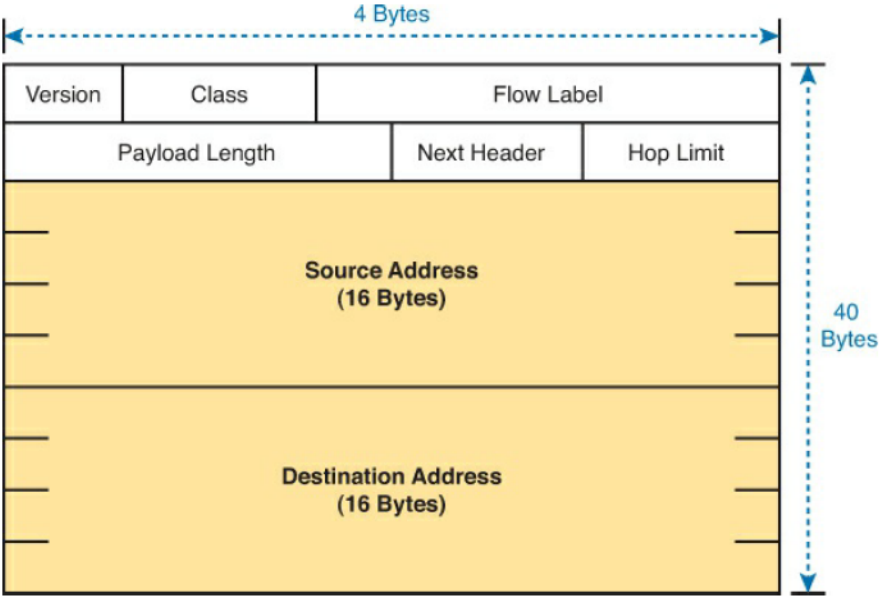 4 Bytes
Version Class Flow Label
Payload Length Next Header Hop Limit
Source Address
(16 Bytes)
40
Bytes
Destination Address
(16 Bytes)